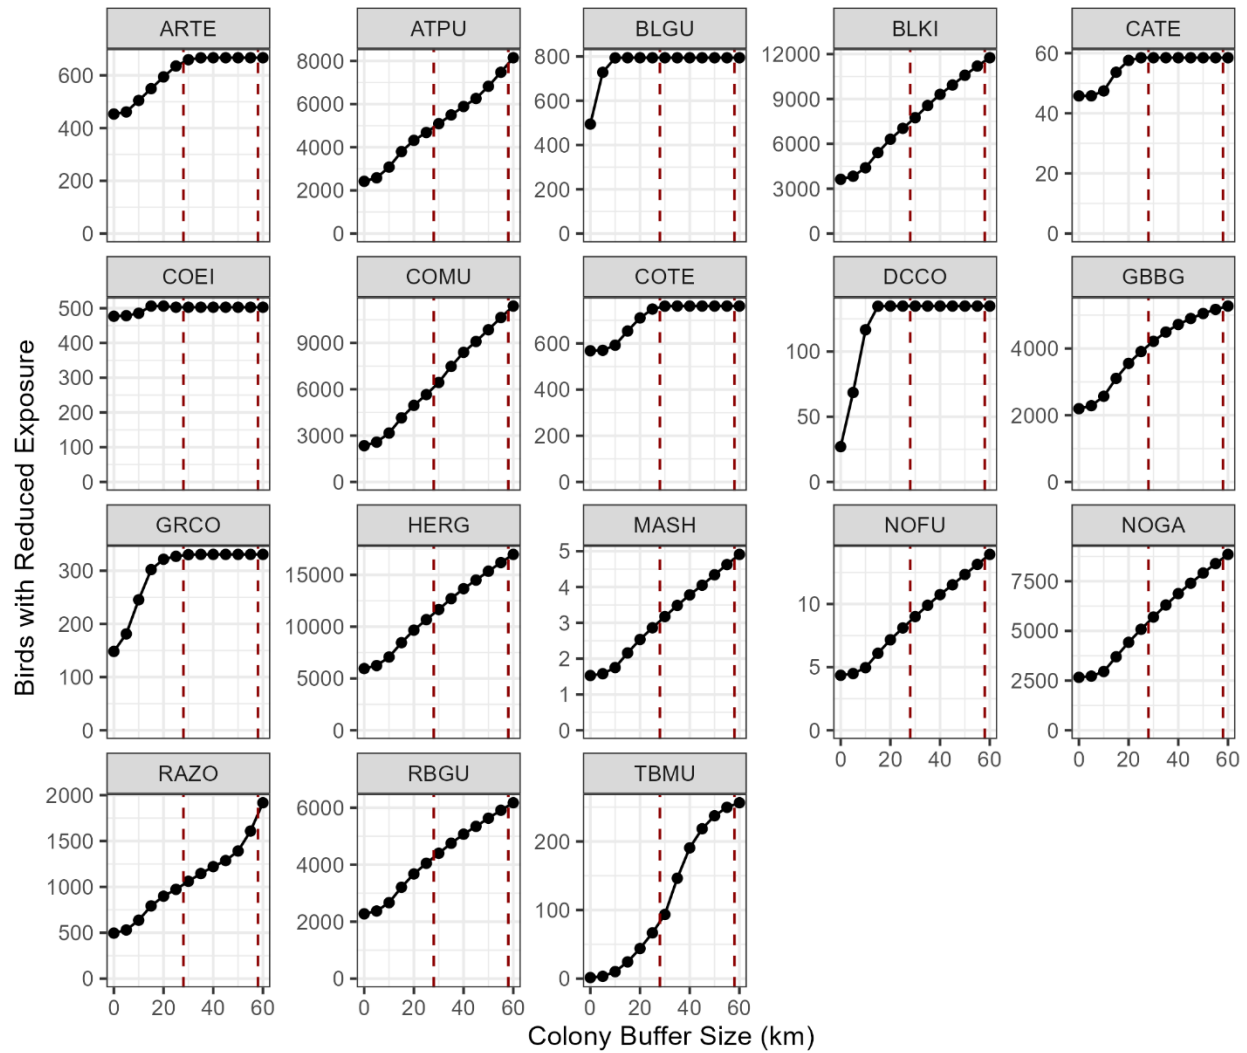 ARTE ATPU BLGU BLKI CATE
600 400 200 0
8000 6000 4000 2000 0
800 600 400 200 0
12000 9000 6000 3000 0
60 40 20 0
COEI COMU COTE DCCO GBBG
500 400 300 200 100 0
9000 6000 3000 0
600 400 200 0
100 50 0
4000 2000 0
GRCO HERG MASH NOFU NOGA
300 200 100 0
15000 10000 5000 0
5 4 3 2 1 0
10 5 0
7500 5000 2500 0
0 20 40 60
0 20 40 60
RAZO RBGU TBMU
2000 1500 1000 500 0
6000 4000 2000 0
200 100 0
0 20 40 60
0 20 40 60
0 20 40 60
Birds with Reduced Exposure
Colony Buffer Size (km)